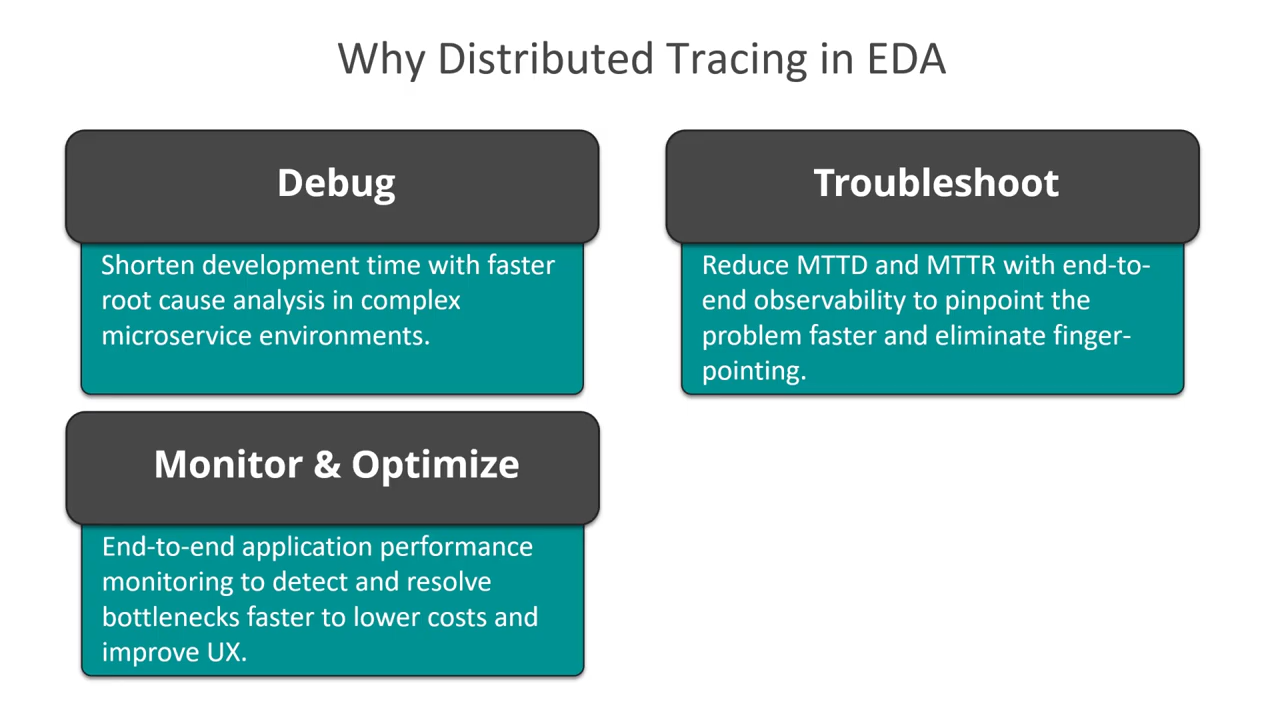 Why Distributed Tracing in EDA
Debug
Shorten development time with faster
root cause analysis in complex
microservice environments.
Troubleshoot
Reduce MTTD and MTTR with end-to-
end observability to pinpoint the
problem faster and eliminate finger-
pointing.
Monitor & Optimize
End-to-end application performance
monitoring to detect and resolve
bottlenecks faster to lower costs and
improve UX.